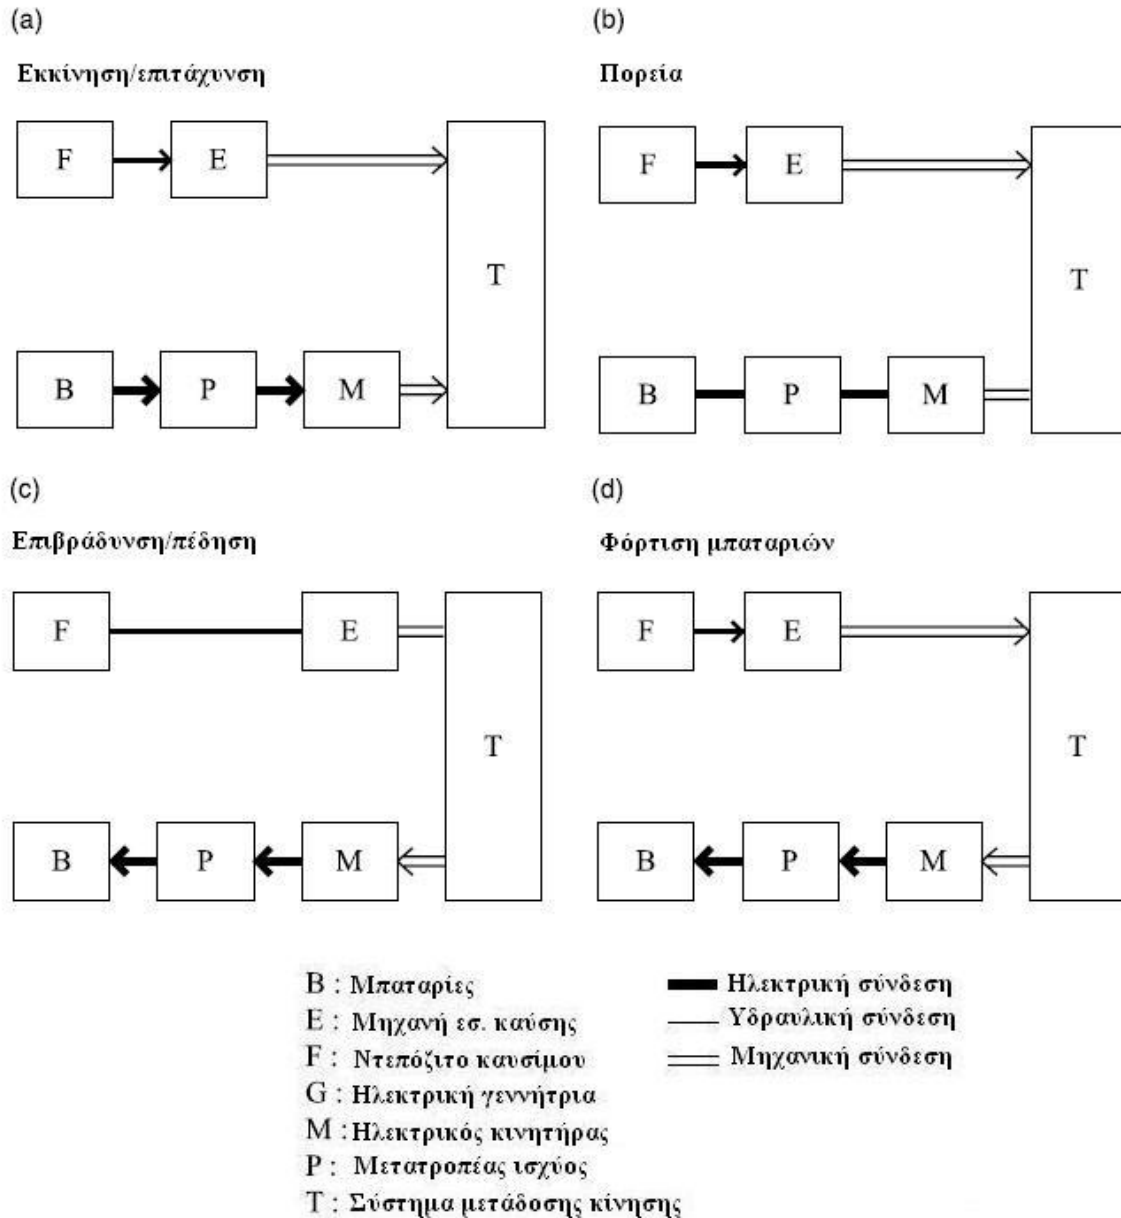 (a)
(b)
Εκκίνηση/επιτάχυνση
Πορεία
F E
F E
T
T
B P M
B P M
(c)
(d)
Επιβράδυνση/πέδηση
Φόρτιση μπαταριών
F E
F E
T
T
B P M
B P M
B : Μπαταρίες
E : Μηχανή εσ. καύσης
F : Ντεπόζιτο καυσίμου
G : Ηλεκτρική γεννήτρια
M : Ηλεκτρικός κινητήρας
P : Μετατροπέας ισχύος
T : Σύστημα μετάδοσης κίνησης
Ηλεκτρική σύνδεση
Υδραυλική σύνδεση
Μηχανική σύνδεση